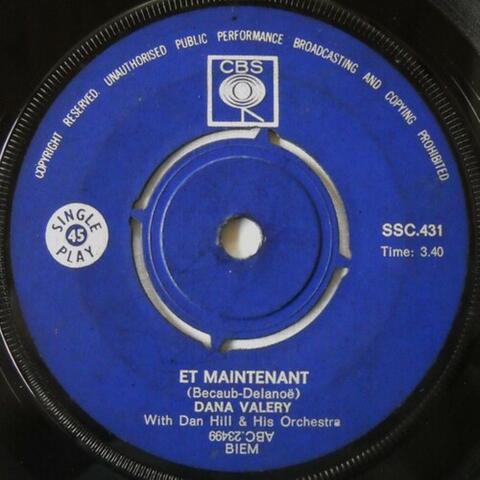 COPYRIGHT RESERVED. UNAUTHORISED PUBLIC PERFORMANCE BROADCASTING AND COPYING PROHIBITED
CBS
SINGLE
45
PLAY
SSC.431
Time: 3.40
ET MAINTENANT
(Becaub-Delanoë)
DANA VALERY
With Dan Hill & His Orchestra
ABC.23499
BIEM